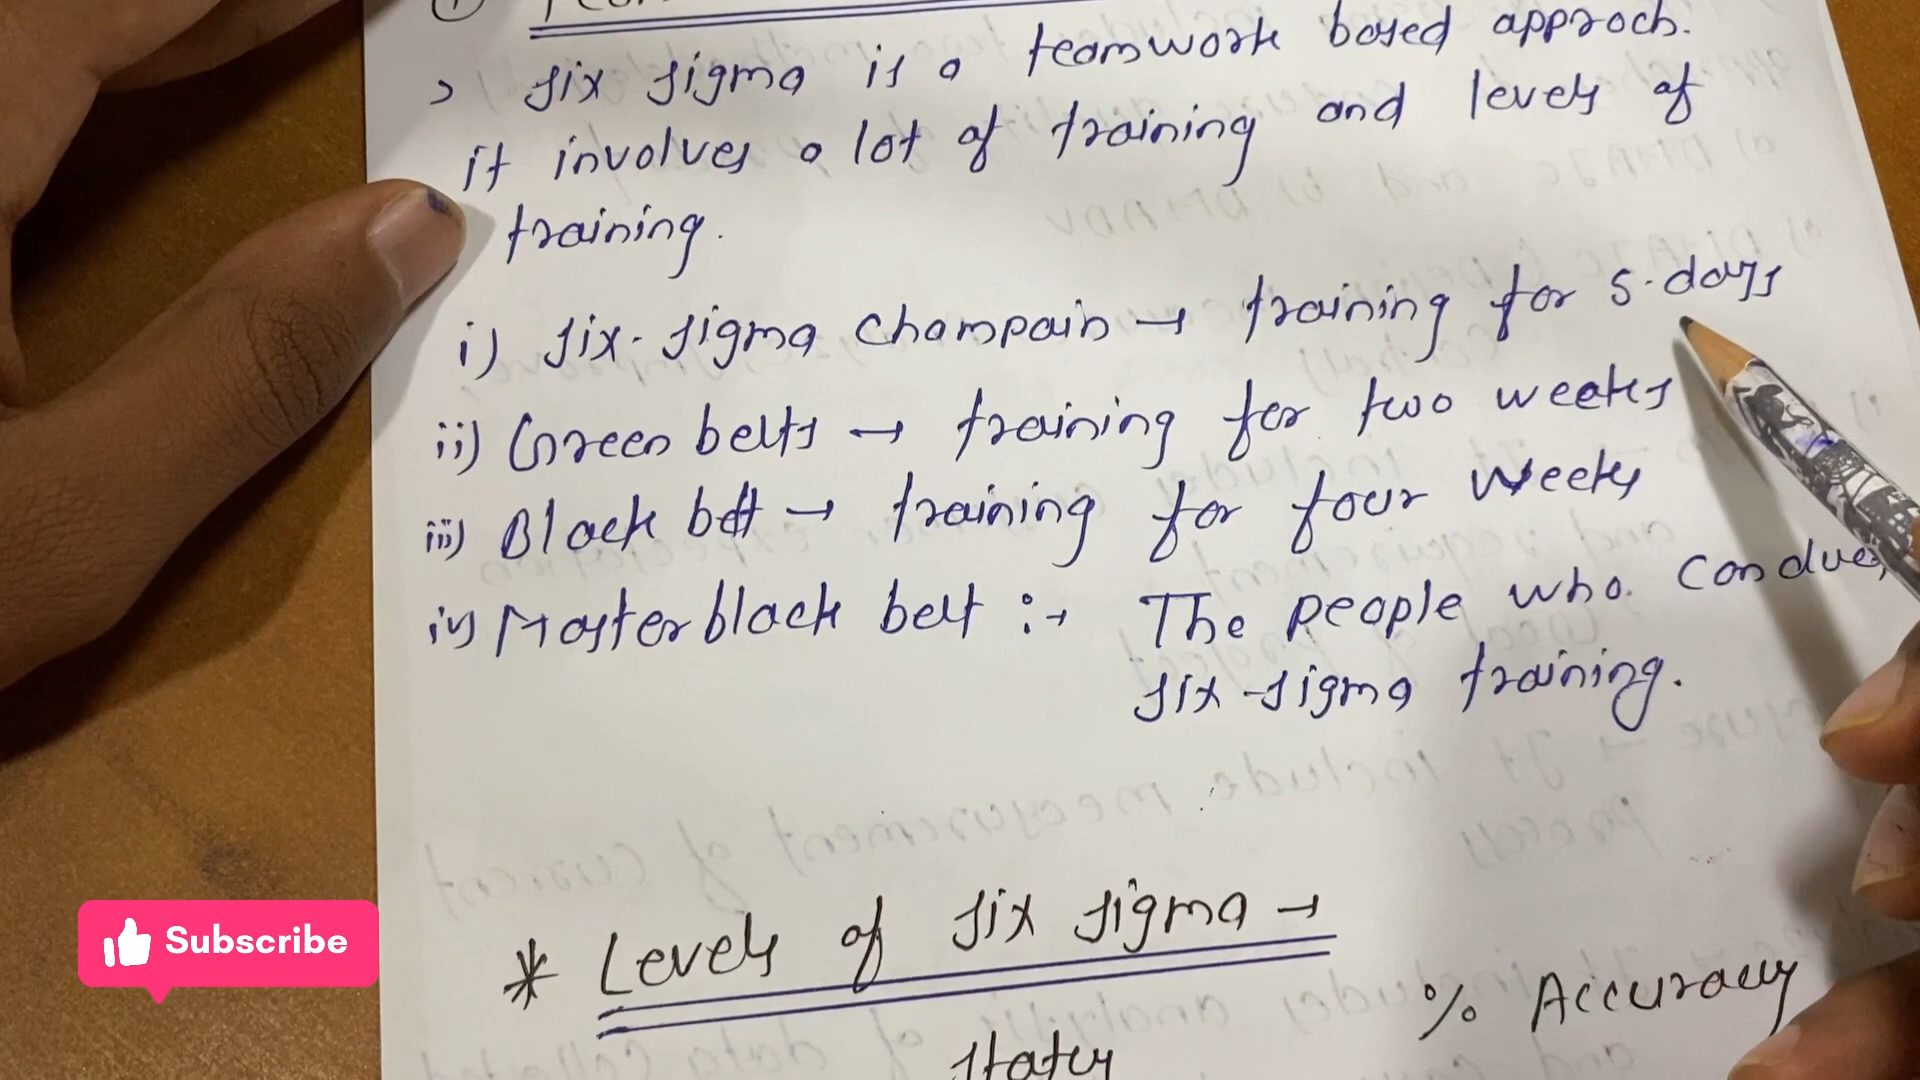 > Six Sigma is a teamwork based approch.
it involves a lot of training and levels of
training.
i) Six-Sigma Champain → training for 5-days
ii) Green belts → training for two weeks
iii) Black belt → training for four weeks
iv) Master black belt :→ The people who conduc
Six-Sigma training.
* Levels of Six Sigma →
% Accuracy
States
Subscribe